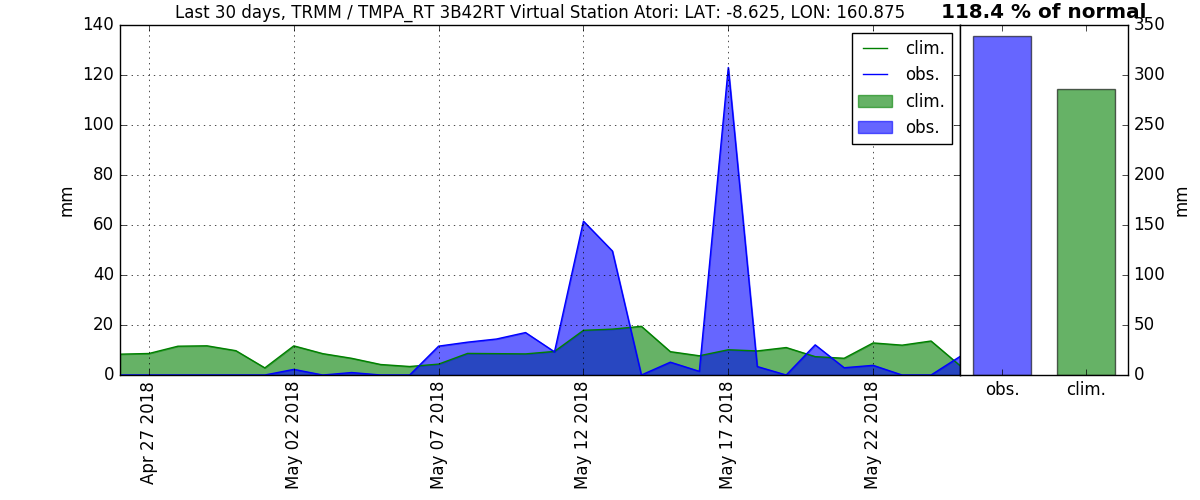 Last 30 days, TRMM / TMPA_RT 3B42RT Virtual Station Atori: LAT: -8.625, LON: 160.875
118.4 % of normal
140
120
100
80
60
40
20
0
mm
clim.
obs.
clim.
obs.
350
300
250
200
150
100
50
0
mm
Apr 27 2018
May 02 2018
May 07 2018
May 12 2018
May 17 2018
May 22 2018
obs.
clim.